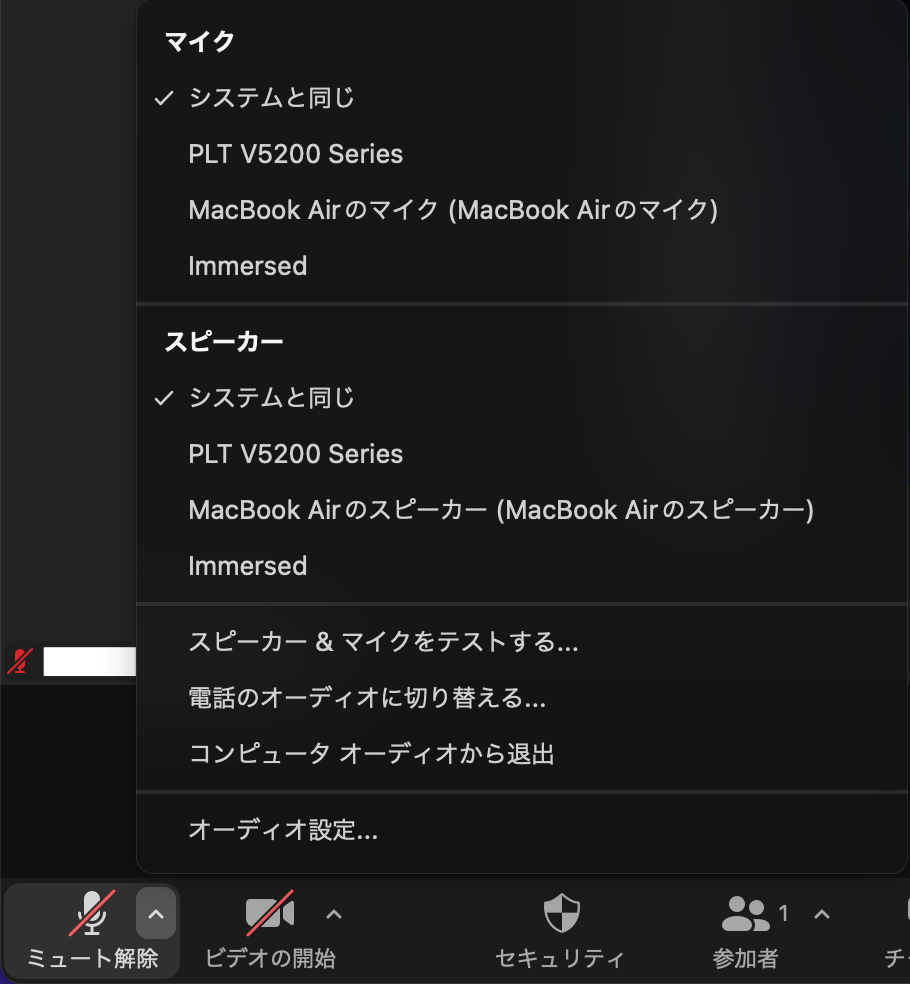 マイク
システムと同じ
PLT V5200 Series
MacBook Airのマイク (MacBook Airのマイク)
Immersed
スピーカー
システムと同じ
PLT V5200 Series
MacBook Airのスピーカー (MacBook Airのスピーカー)
Immersed
スピーカー & マイクをテストする...
電話のオーディオに切り替える...
コンピュータ オーディオから退出
オーディオ設定...
1
ミュート解除 ビデオの開始 セキュリティ 参加者 チ